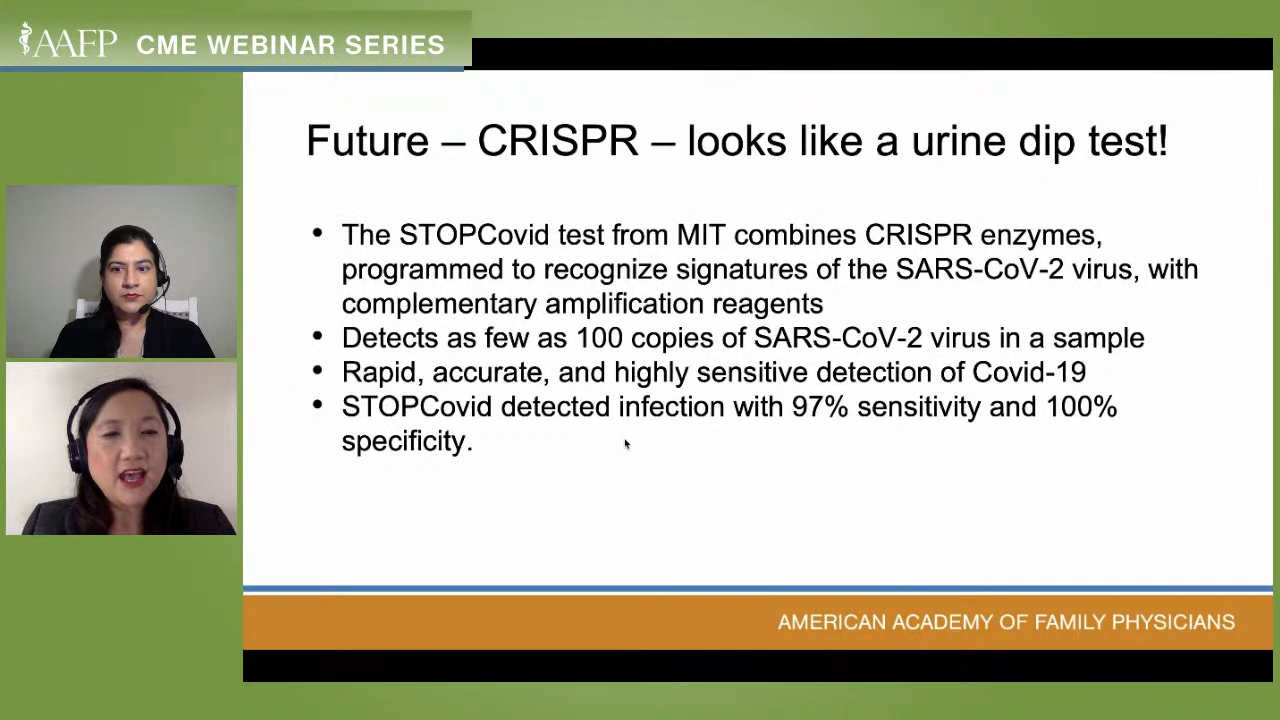 AAFP CME WEBINAR SERIES
Future – CRISPR – looks like a urine dip test!
• The STOPCovid test from MIT combines CRISPR enzymes,
programmed to recognize signatures of the SARS-CoV-2 virus, with
complementary amplification reagents
• Detects as few as 100 copies of SARS-CoV-2 virus in a sample
• Rapid, accurate, and highly sensitive detection of Covid-19
• STOPCovid detected infection with 97% sensitivity and 100%
specificity.
AMERICAN ACADEMY OF FAMILY PHYSICIANS